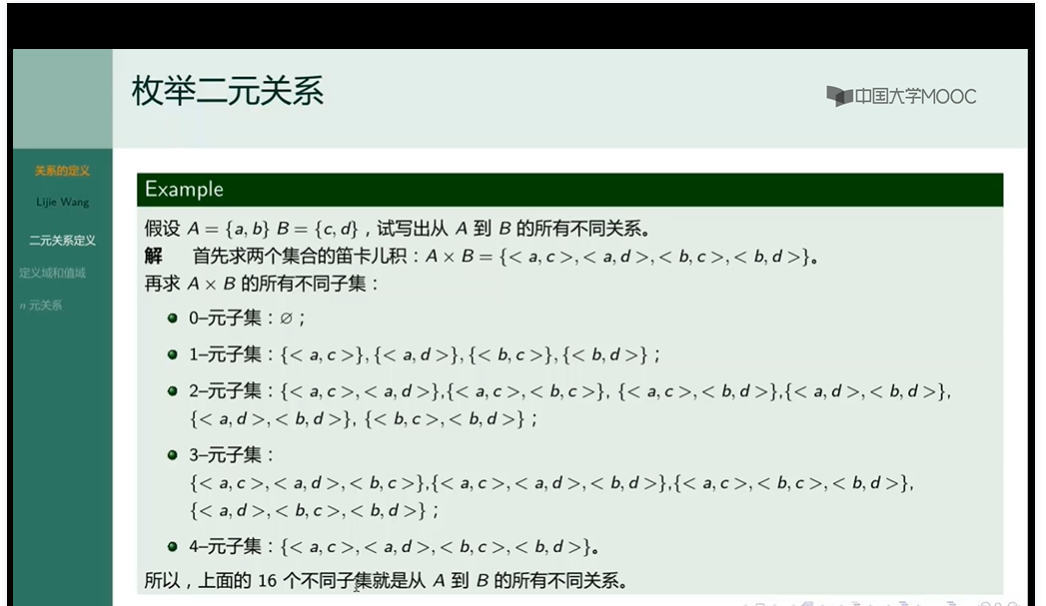 枚举二元关系
中国大学MOOC
关系的定义
Lijie Wang
二元关系定义
定义域和值域
n 元关系
Example
假设 A = {a, b} B = {c, d}，试写出从 A 到 B 的所有不同关系。
解 首先求两个集合的笛卡儿积：A × B = {< a, c >, < a, d >, < b, c >, < b, d >}。
再求 A × B 的所有不同子集：
0–元子集：∅；
1–元子集：{< a, c >}, {< a, d >}, {< b, c >}, {< b, d >}；
2–元子集：{< a, c >, < a, d >},{< a, c >, < b, c >}, {< a, c >, < b, d >},{< a, d >, < b, d >},
{< a, d >, < b, d >}, {< b, c >, < b, d >}；
3–元子集：
{< a, c >, < a, d >, < b, c >},{< a, c >, < a, d >, < b, d >},{< a, c >, < b, c >, < b, d >},
{< a, d >, < b, c >, < b, d >}；
4–元子集：{< a, c >, < a, d >, < b, c >, < b, d >}。
所以，上面的 16 个不同子集就是从 A 到 B 的所有不同关系。